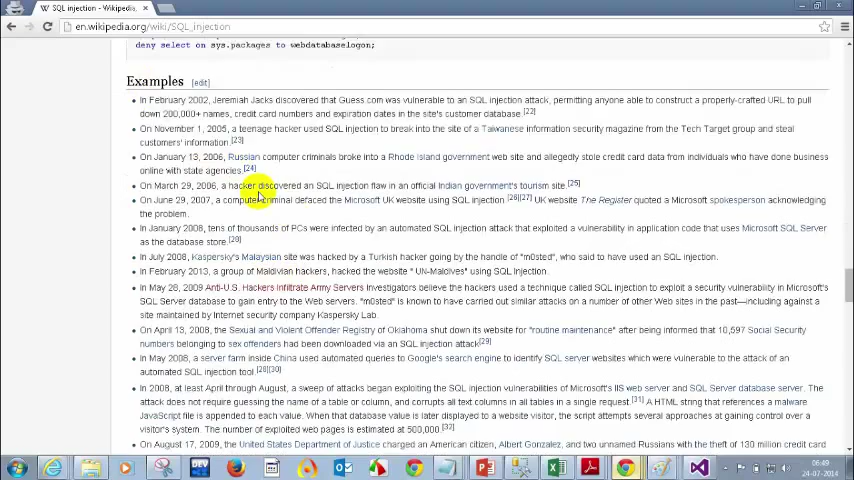 SQL injection - Wikipedia,
en.wikipedia.org/wiki/SQL_injection
deny select on sys.packages to webdatabaselogon;
Examples [edit]
In February 2002, Jeremiah Jacks discovered that Guess.com was vulnerable to an SQL injection attack, permitting anyone able to construct a properly-crafted URL to pull
down 200,000+ names, credit card numbers and expiration dates in the site's customer database.[22]
On November 1, 2005, a teenage hacker used SQL injection to break into the site of a Taiwanese information security magazine from the Tech Target group and steal
customers' information.[23]
On January 13, 2006, Russian computer criminals broke into a Rhode Island government web site and allegedly stole credit card data from individuals who have done business
online with state agencies.[24]
On March 29, 2006, a hacker discovered an SQL injection flaw in an official Indian government's tourism site.[25]
On June 29, 2007, a computer criminal defaced the Microsoft UK website using SQL injection [26][27] UK website The Register quoted a Microsoft spokesperson acknowledging
the problem.
In January 2008, tens of thousands of PCs were infected by an automated SQL injection attack that exploited a vulnerability in application code that uses Microsoft SQL Server
as the database store.[28]
In July 2008, Kaspersky's Malaysian site was hacked by a Turkish hacker going by the handle of "m0sted", who said to have used an SQL injection.
In February 2013, a group of Maldivian hackers, hacked the website " UN-Maldives" using SQL Injection.
In May 28, 2009 Anti-U.S. Hackers Infiltrate Army Servers Investigators believe the hackers used a technique called SQL injection to exploit a security vulnerability in Microsoft's
SQL Server database to gain entry to the Web servers. "m0sted" is known to have carried out similar attacks on a number of other Web sites in the past—including against a
site maintained by Internet security company Kaspersky Lab.
On April 13, 2008, the Sexual and Violent Offender Registry of Oklahoma shut down its website for "routine maintenance" after being informed that 10,597 Social Security
numbers belonging to sex offenders had been downloaded via an SQL injection attack[29]
In May 2008, a server farm inside China used automated queries to Google's search engine to identify SQL server websites which were vulnerable to the attack of an
automated SQL injection tool.[28][30]
In 2008, at least April through August, a sweep of attacks began exploiting the SQL injection vulnerabilities of Microsoft's IIS web server and SQL Server database server. The
attack does not require guessing the name of a table or column, and corrupts all text columns in all tables in a single request.[31] A HTML string that references a malware
JavaScript file is appended to each value. When that database value is later displayed to a website visitor, the script attempts several approaches at gaining control over a
visitor's system. The number of exploited web pages is estimated at 500,000.[32]
On August 17, 2009, the United States Department of Justice charged an American citizen, Albert Gonzalez, and two unnamed Russians with the theft of 130 million credit card
06:49
24-07-2014